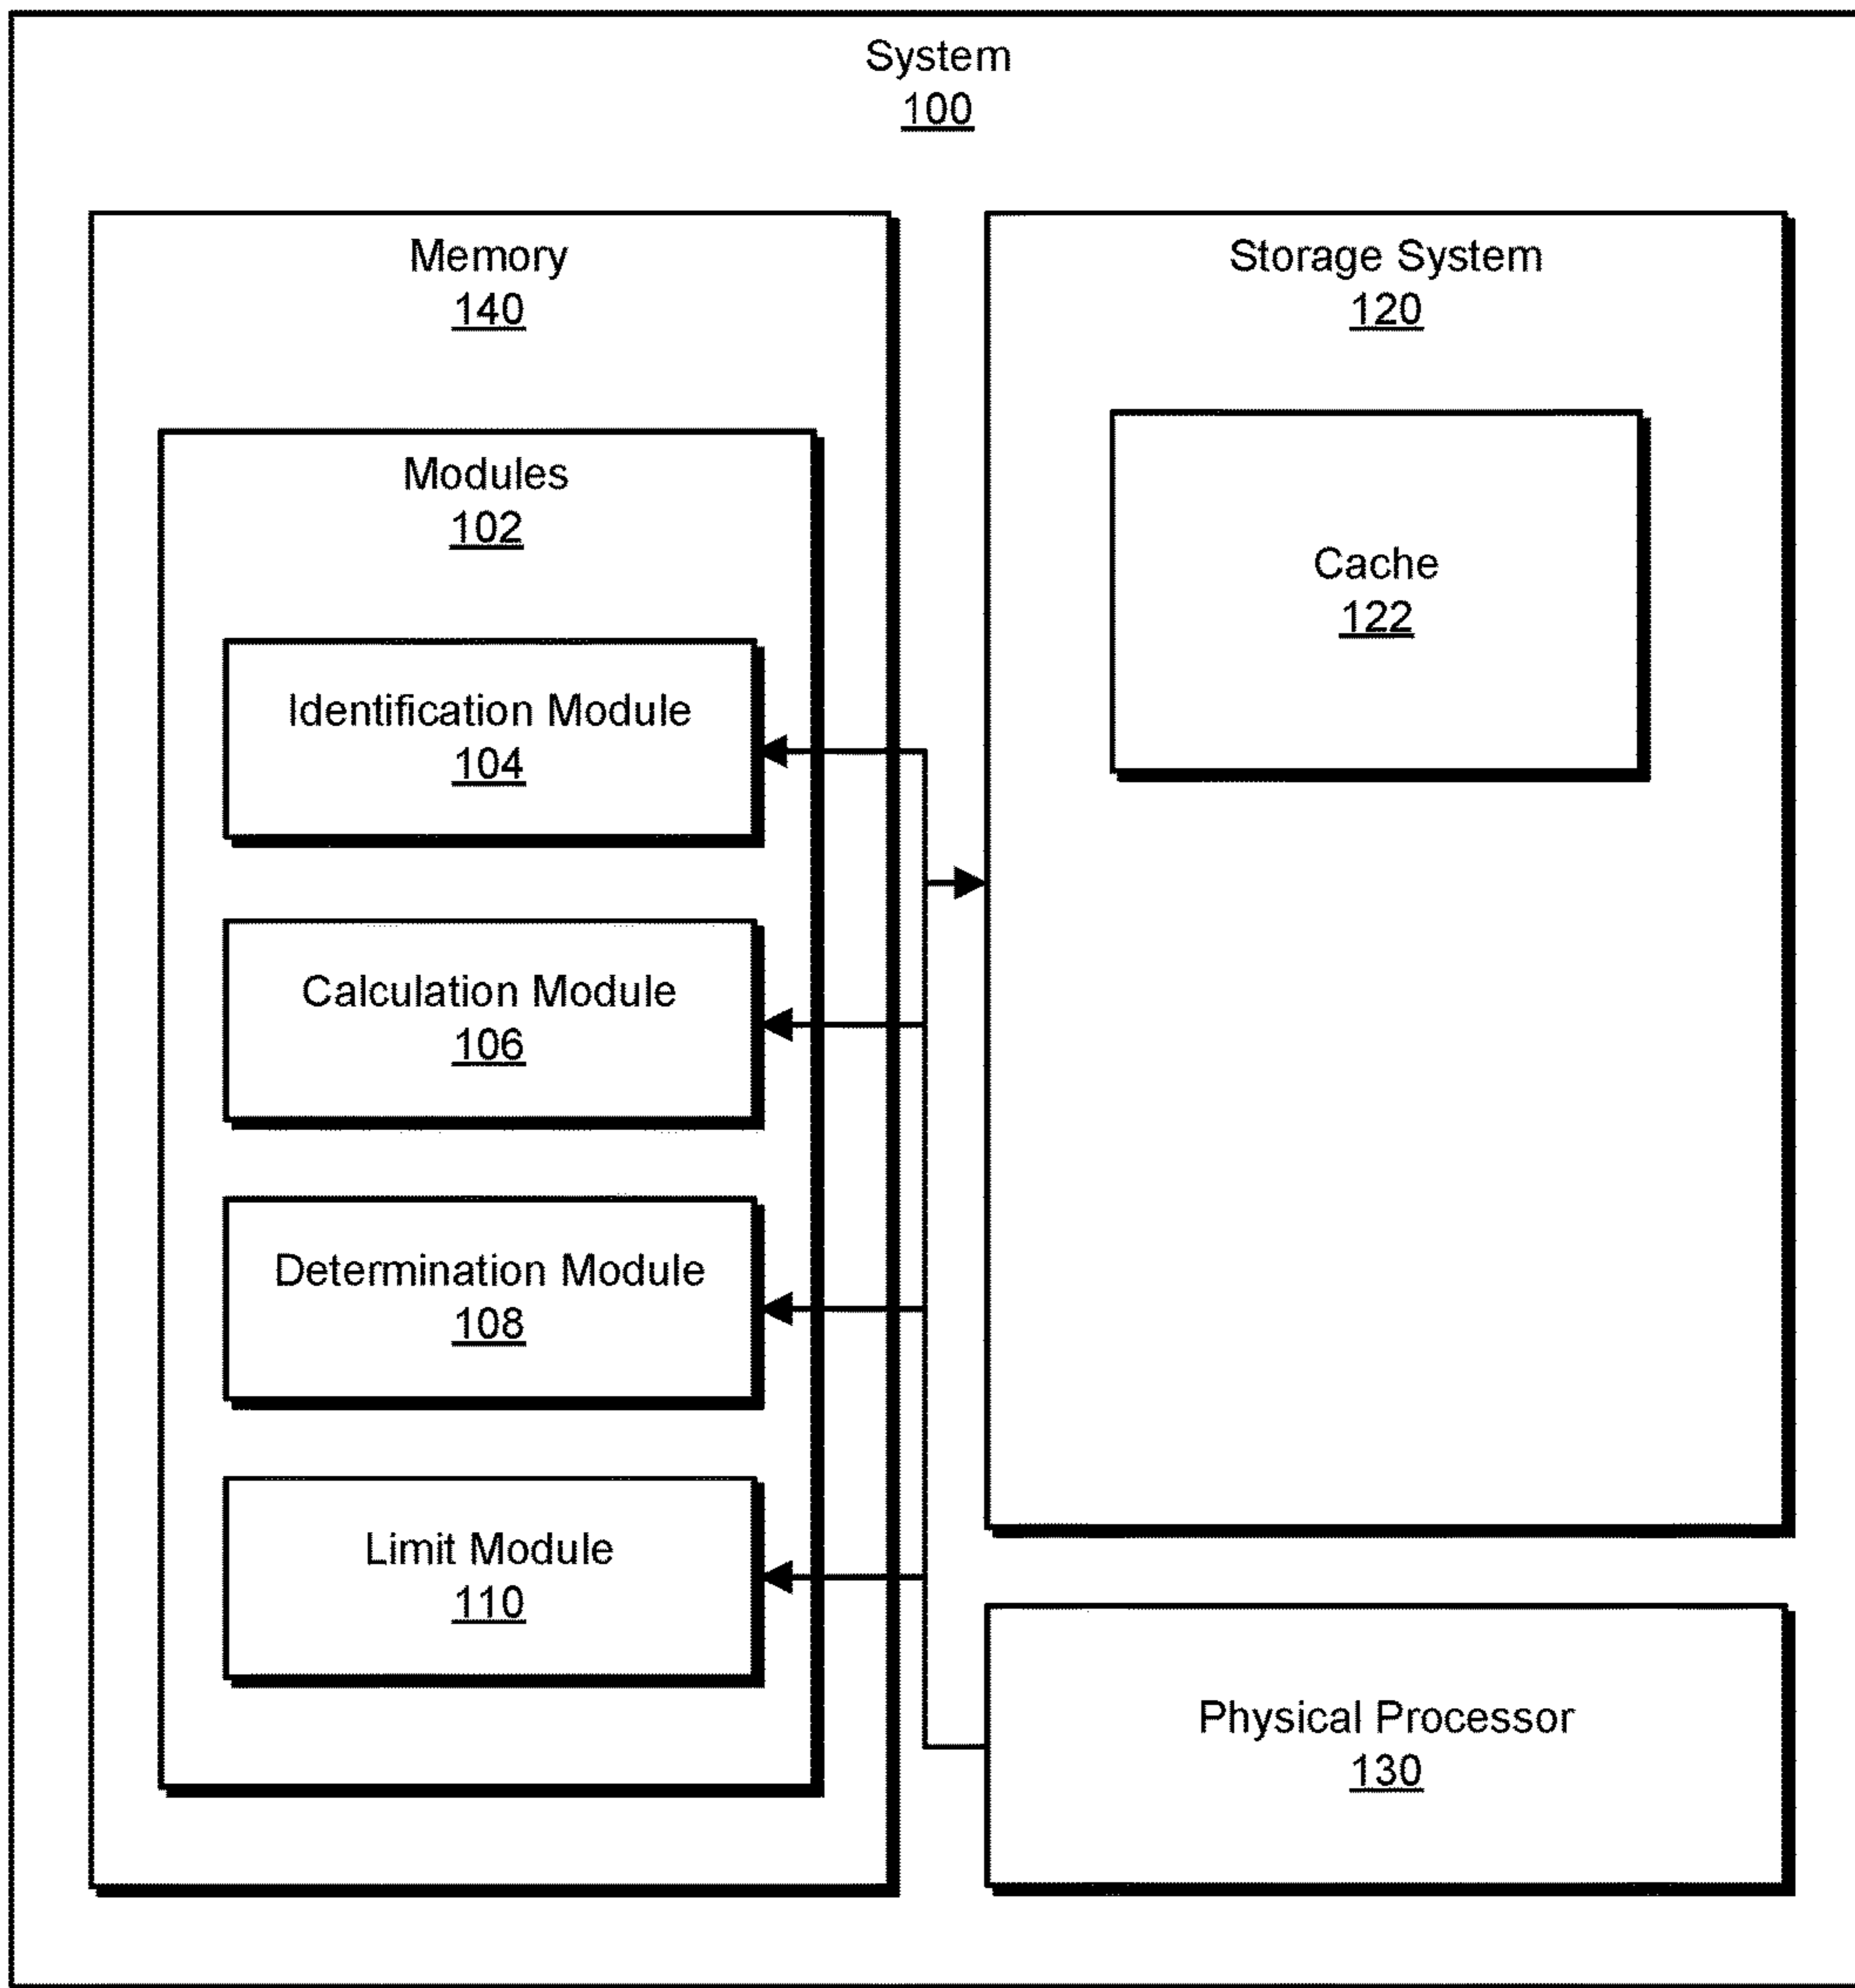 System
100
Memory
140
Modules
102
Identification Module
104
Calculation Module
106
Determination Module
108
Limit Module
110
Storage System
120
Cache
122
Physical Processor
130